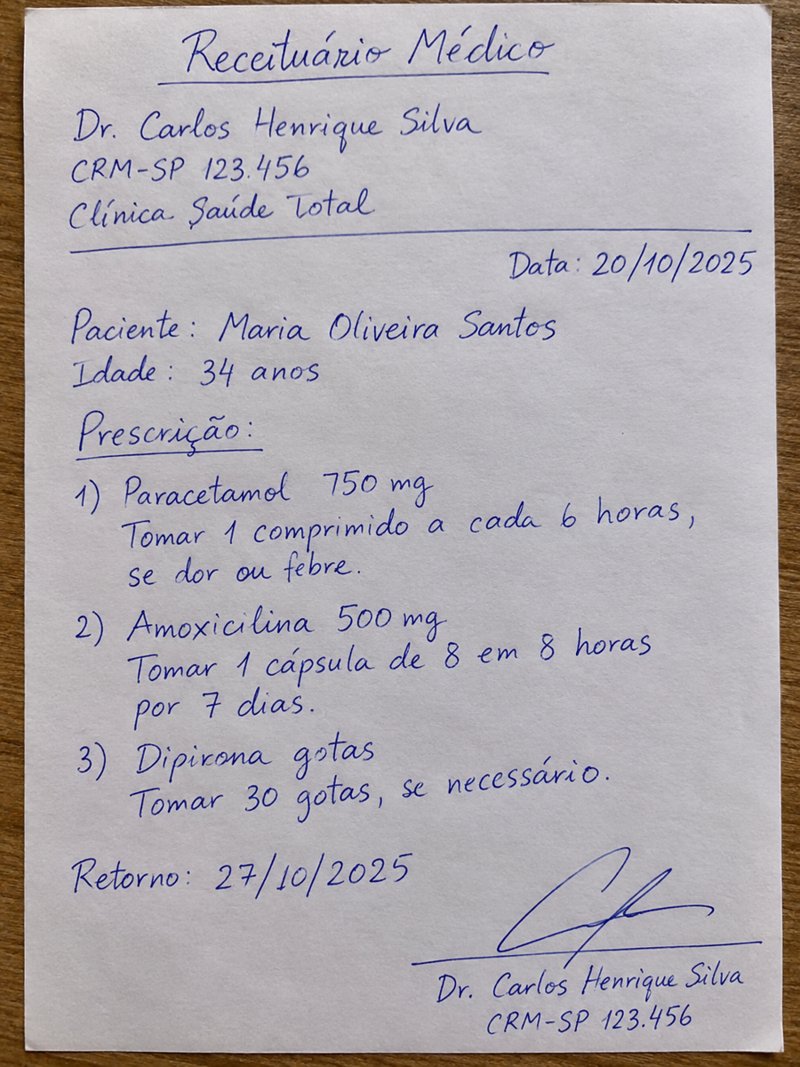 Receituário Médico
Dr. Carlos Henrique Silva
CRM-SP 123.456
Clínica Saúde Total
Data: 20/10/2025
Paciente: Maria Oliveira Santos
Idade: 34 anos
Prescrição:
1) Paracetamol 750 mg
Tomar 1 comprimido a cada 6 horas,
se dor ou febre.
2) Amoxicilina 500 mg
Tomar 1 cápsula de 8 em 8 horas
por 7 dias.
3) Dipirona gotas
Tomar 30 gotas, se necessário.
Retorno: 27/10/2025
Dr. Carlos Henrique Silva
CRM-SP 123.456